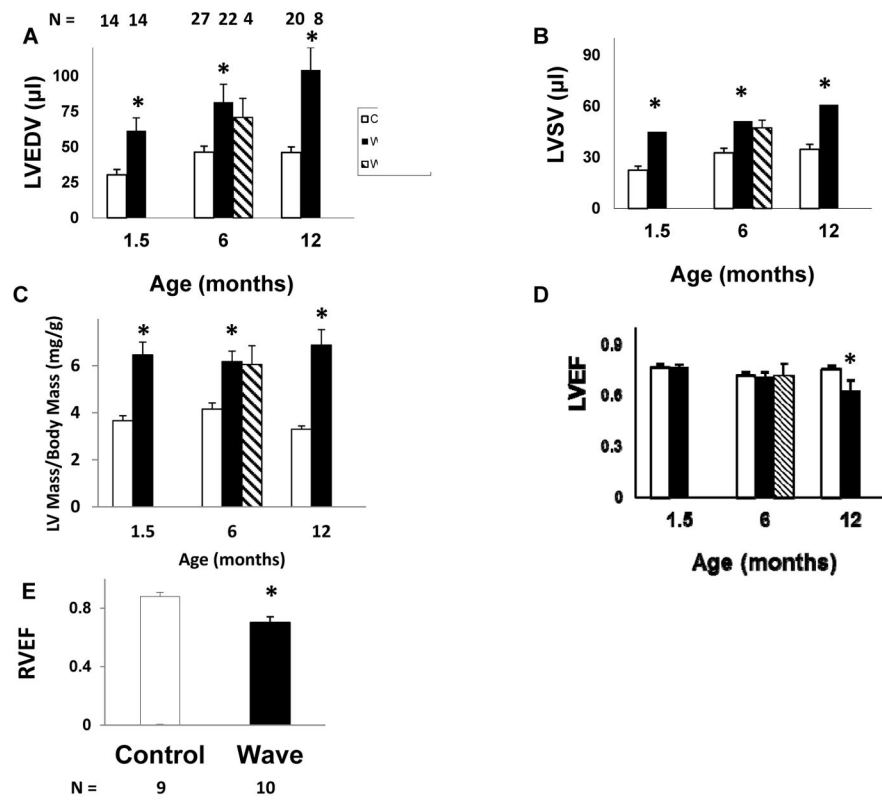 N = 14 14 27 22 4 20 8
A
LVEDV (µl)
100
75
50
25
0
* * *
C
W
W
1.5 6 12
Age (months)
B
LVSV (µl)
90
60
30
0
* * *
1.5 6 12
Age (months)
C
LV Mass/Body Mass (mg/g)
6
4
2
0
* * *
1.5 6 12
Age (months)
D
LVEF
0.9
0.6
0.3
0
*
1.5 6 12
Age (months)
E
RVEF
0.8
0.4
0
*
Control Wave
N = 9 10